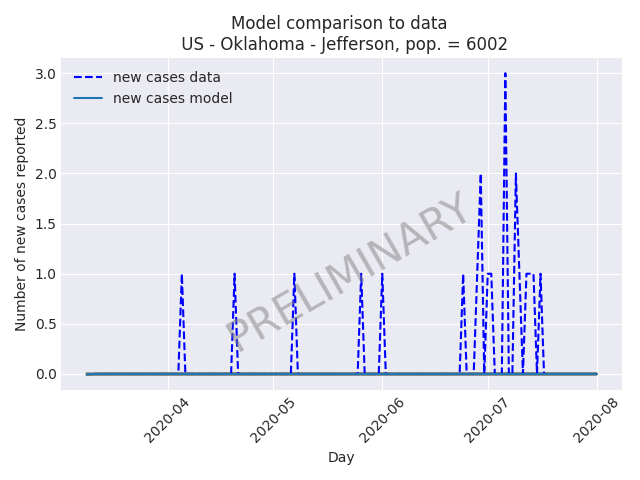 Model comparison to data
US - Oklahoma - Jefferson, pop. = 6002
new cases data
new cases model
Number of new cases reported
3.0
2.5
2.0
1.5
1.0
0.5
0.0
PRELIMINARY
2020-04
2020-05
2020-06
2020-07
2020-08
Day